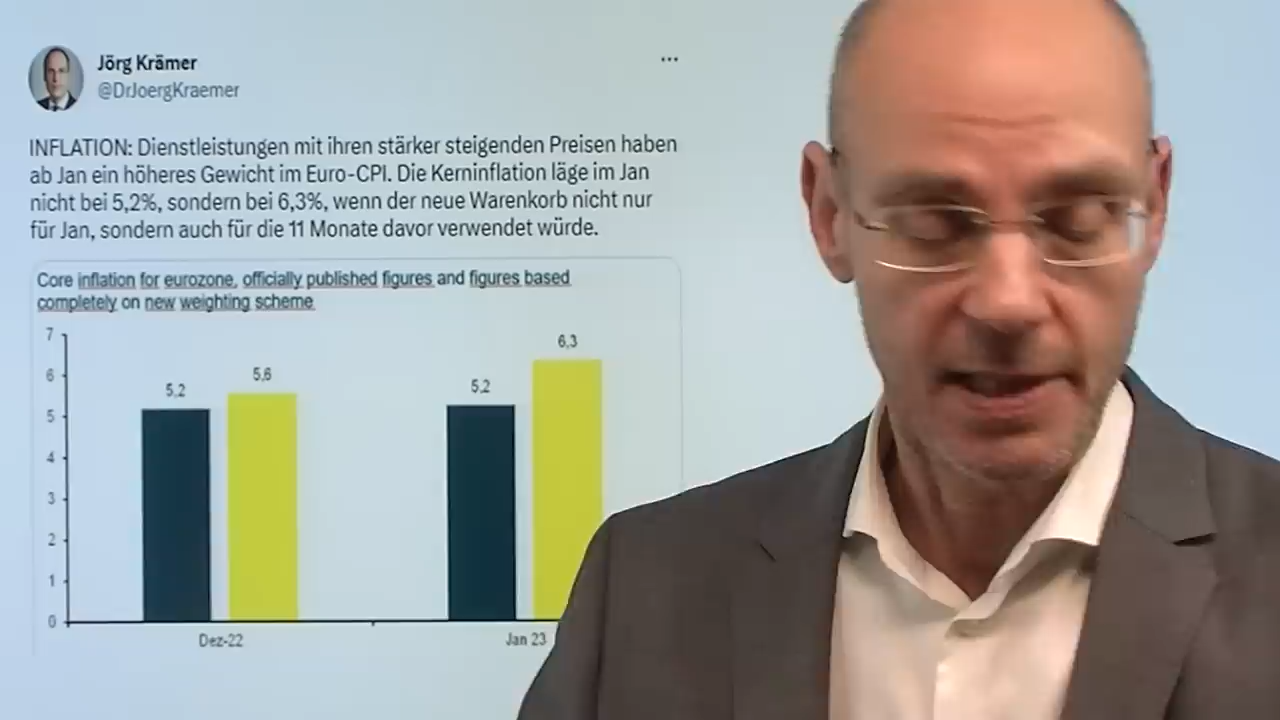 Jörg Krämer
...
@DrJoergKraemer
INFLATION: Dienstleistungen mit ihren stärker steigenden Preisen haben
ab Jan ein höheres Gewicht im Euro-CPI. Die Kerninflation läge im Jan
nicht bei 5,2%, sondern bei 6,3%, wenn der neue Warenkorb nicht nur
für Jan, sondern auch für die 11 Monate davor verwendet würde.
Core inflation for eurozone, officially published figures and figures based
completely on new weighting scheme
7
6
5
4
3
2
1
0
5,2
5,6
5,2
6,3
Dez-22
Jan 23